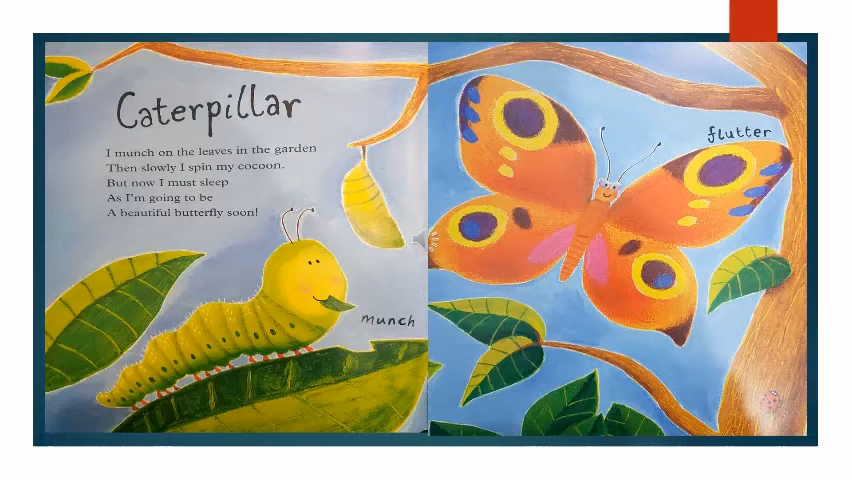 Caterpillar
I munch on the leaves in the garden
Then slowly I spin my cocoon.
But now I must sleep
As I'm going to be
A beautiful butterfly soon!
munch
flutter